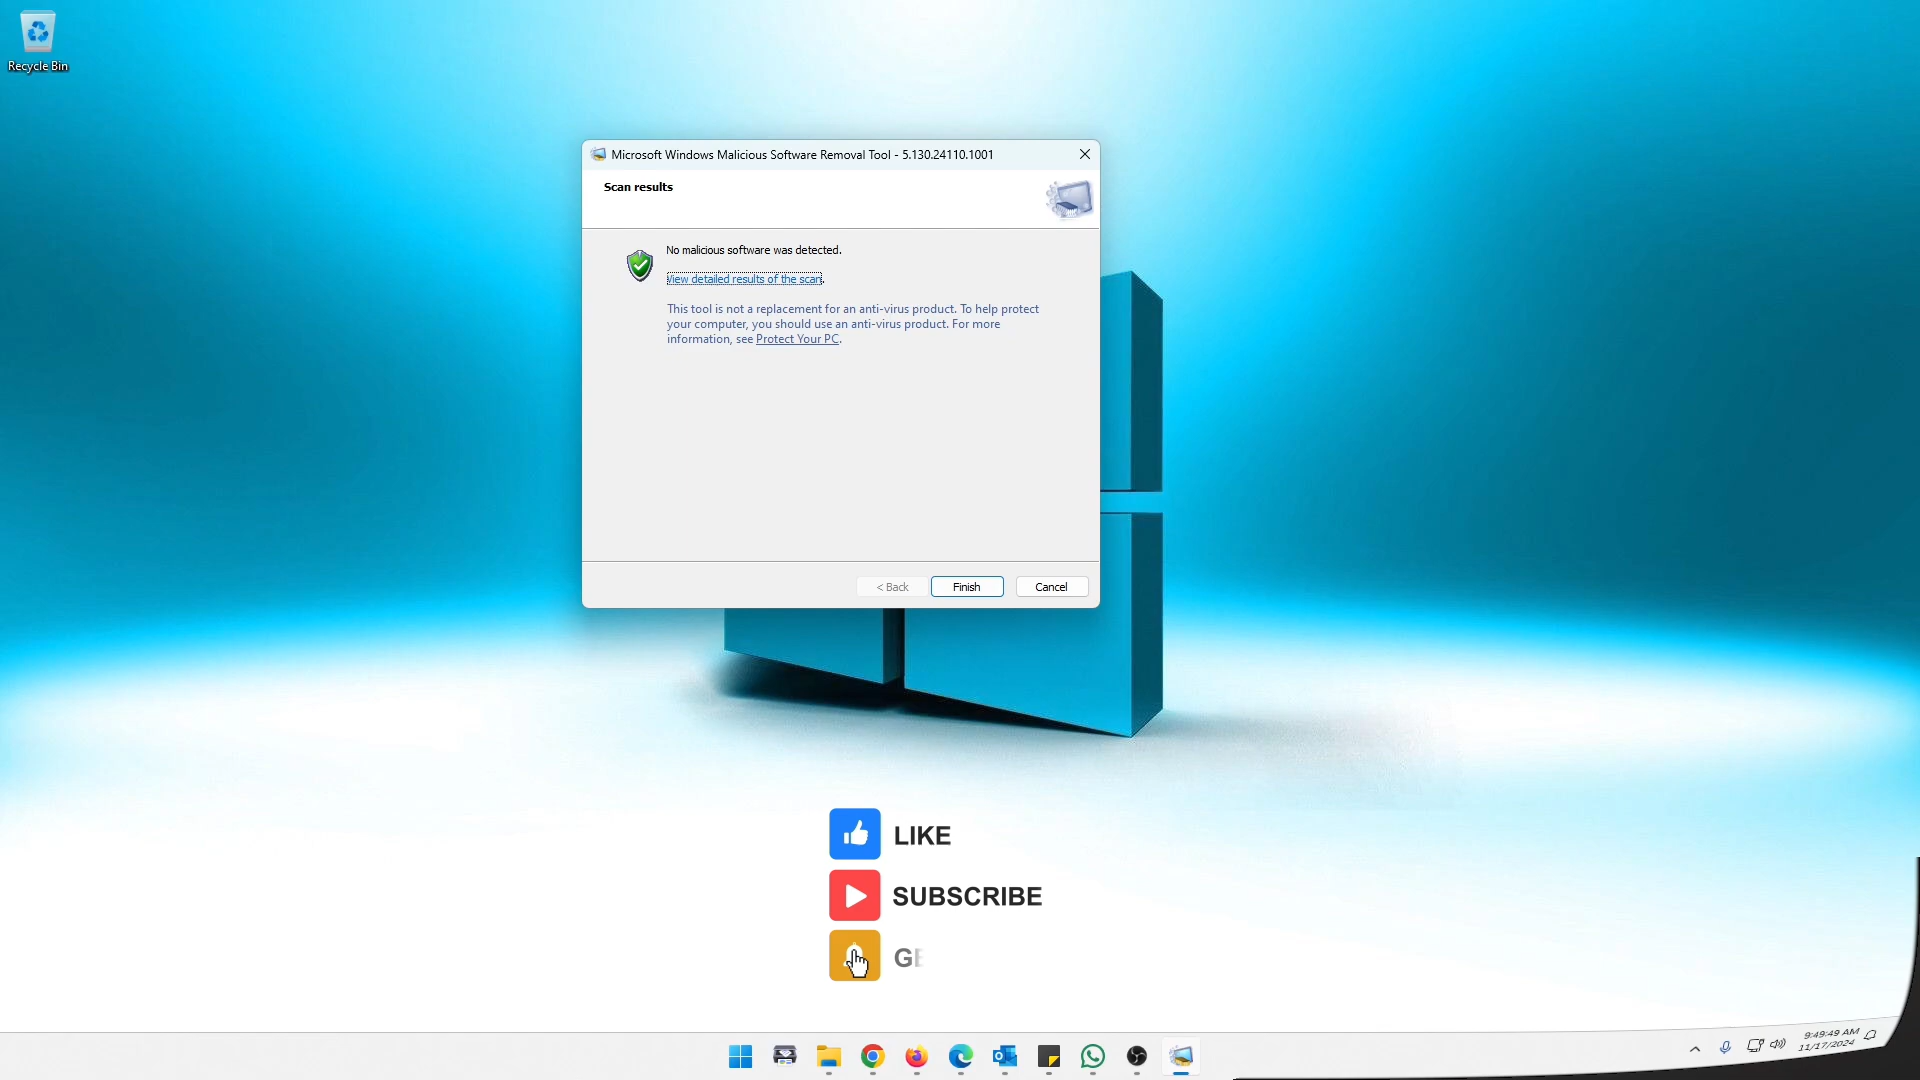 Recycle Bin
Microsoft Windows Malicious Software Removal Tool - 5.130.24110.1001
Scan results
No malicious software was detected.
View detailed results of the scan.
This tool is not a replacement for an anti-virus product. To help protect
your computer, you should use an anti-virus product. For more
information, see Protect Your PC.
< Back
Finish
Cancel
LIKE
SUBSCRIBE
GE
9:49:49 AM
11/17/2024